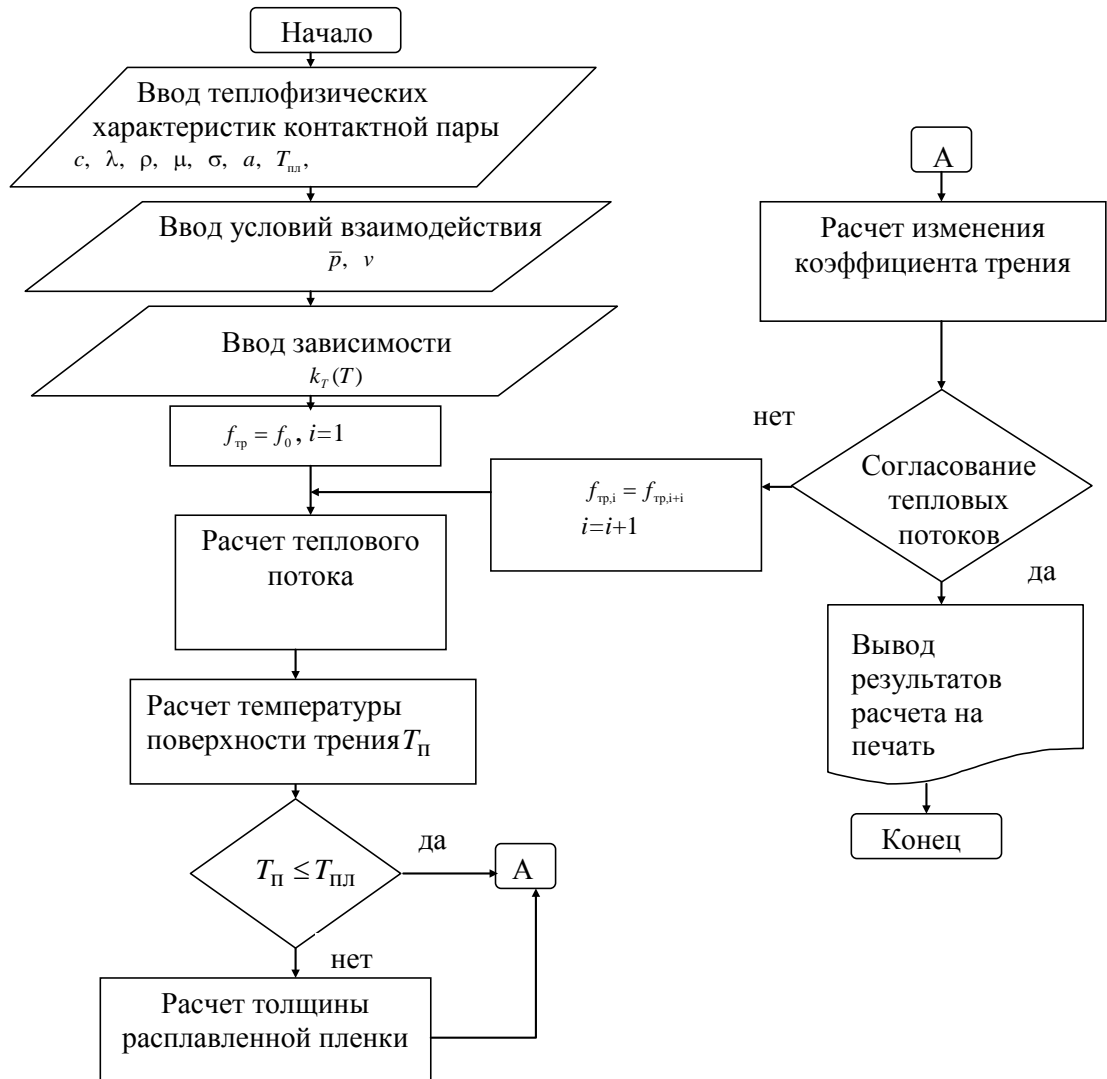 Начало
Ввод теплофизических
характеристик контактной пары
c, λ, ρ, μ, σ, a, Tпл,
Ввод условий взаимодействия
p̅, v
Ввод зависимости
kT(T)
fтр = f0, i=1
Расчет теплового
потока
Расчет температуры
поверхности трения Tп
Tп ≤ Tпл
да
А
нет
Расчет толщины
расплавленной пленки
А
Расчет изменения
коэффициента трения
нет
Согласование
тепловых
потоков
fтр,i = fтр,i+i
i=i+1
да
Вывод
результатов
расчета на
печать
Конец